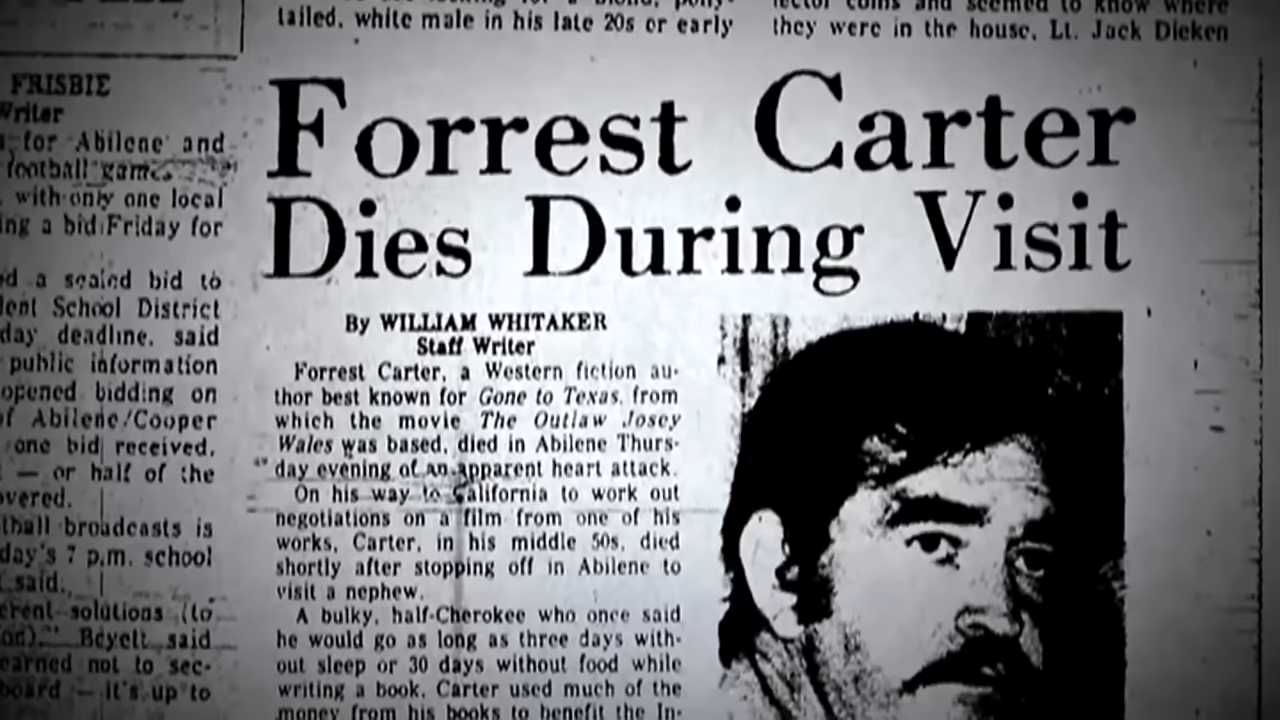 tailed, white male in his late 20s or early
they were in the house, Lt. Jack Dieken
FRISBIE
Writer
for Abilene and
football
with only one local
ing a bid Friday for
a sealed bid to
School District
day deadline, said
public information
opened bidding on
of Abilene/Cooper
one bid received,
— or half of the
broadcasts is
day's 7 p.m. school
said.
solutions (to
Beyett said
earned not to sec-
board — it's up to
Forrest Carter
Dies During Visit
By WILLIAM WHITAKER
Staff Writer
Forrest Carter, a Western fiction au-
thor best known for Gone to Texas, from
which the movie The Outlaw Josey
Wales was based, died in Abilene Thurs-
day evening of an apparent heart attack.
On his way to California to work out
negotiations on a film from one of his
works, Carter, in his middle 50s, died
shortly after stopping off in Abilene to
visit a nephew.
A bulky, half-Cherokee who once said
he would go as long as three days with-
out sleep or 30 days without food while
writing a book, Carter used much of the
money from his books to benefit the In-